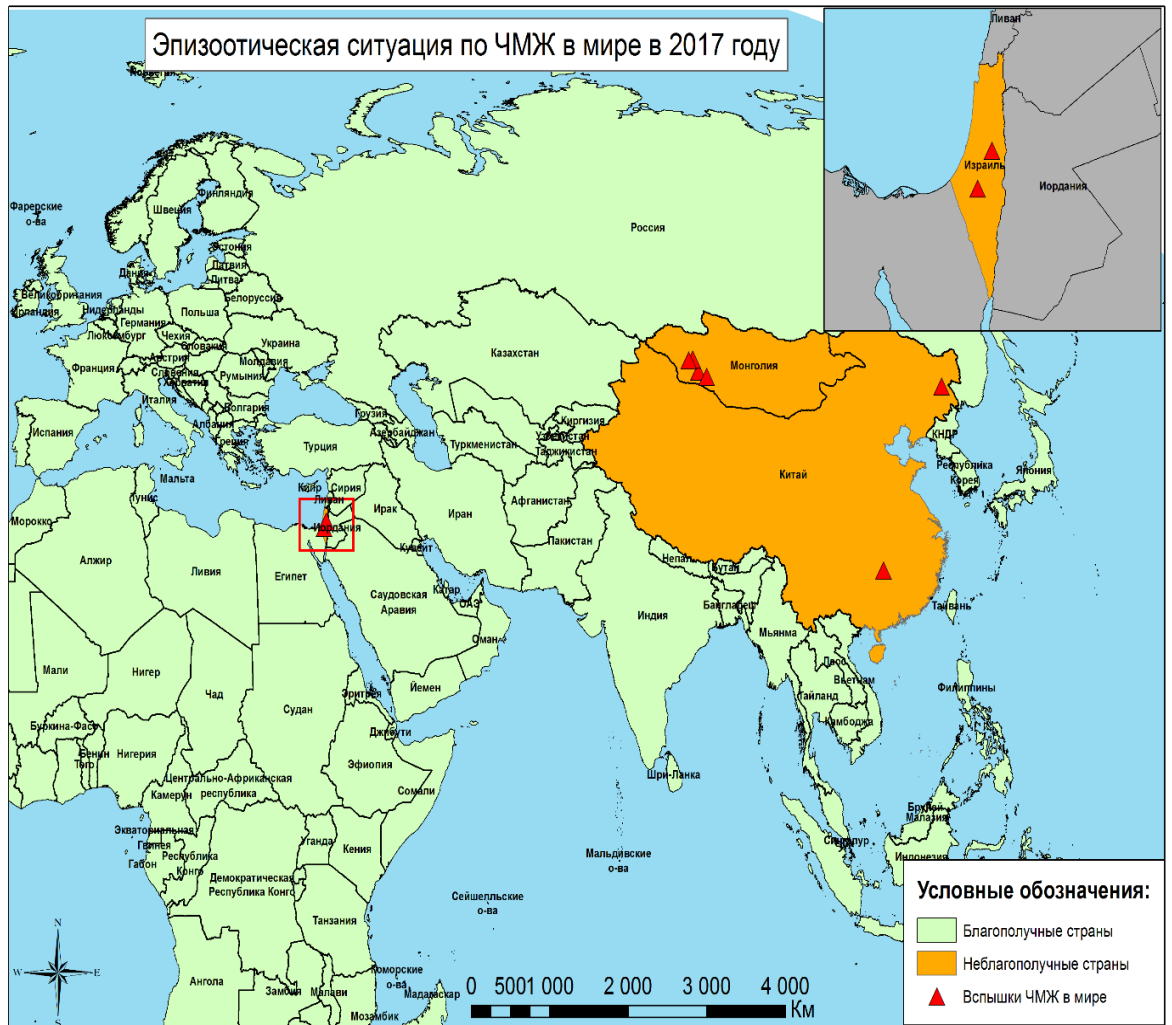 Эпизоотическая ситуация по ЧМЖ в мире в 2017 году
Ливан
Израиль
Иордания
Фарерские
о-ва
Швеция
Финляндия
Россия
Эстония
Латвия
Литва
Дания
Белоруссия
Великобритания
Ирландия
Нидерланды
Польша
Германия
Люксембург
Чехия
Словакия
Украина
Австрия
Молдавия
Франция
Словения
Хорватия
Румыния
Казахстан
Монголия
Италия
Болгария
Грузия
Испания
Албания
Греция
Азербайджан
Киргизия
Узбекистан
Таджикистан
Туркменистан
Турция
КНДР
Республика
Корея
Япония
Китай
Мальта
Тунис
Кипр
Сирия
Ливан
Ирак
Иран
Афганистан
Марокко
Иордания
Пакистан
Кувейт
Алжир
Ливия
Египет
Непал
Бутан
Саудовская
Аравия
Катар
ОАЭ
Индия
Бангладеш
Тайвань
Оман
Мьянма
Мали
Нигер
Чад
Судан
Эритрея
Йемен
Лаос
Вьетнам
Таиланд
Филиппины
Камбоджа
Буркина-Фасо
Джибути
Бенин
Того
Нигерия
Эфиопия
Центрально-Африканская
республика
Сомали
Шри-Ланка
Камерун
Бруней
Малазия
Экваториальная
Гвинея
Габон
Республика
Конго
Уганда
Кения
Индонезия
Мальдивские
о-ва
Демократическая
Республика Конго
Сейшелльские
о-ва
Танзания
Ангола
Замбия
Малави
Коморские
о-ва
Мадагаскар
Мозамбик
N
W
E
S
0 500 1 000 2 000 3 000 4 000
Км
Условные обозначения:
Благополучные страны
Неблагополучные страны
Вспышки ЧМЖ в мире